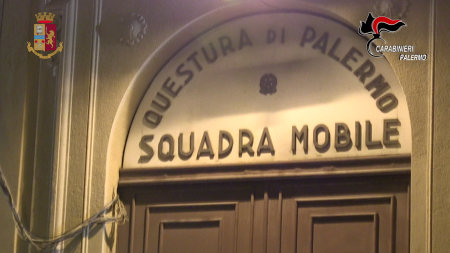 CARABINIERI
PALERMO
QUESTURA DI PALERMO
SQUADRA MOBILE